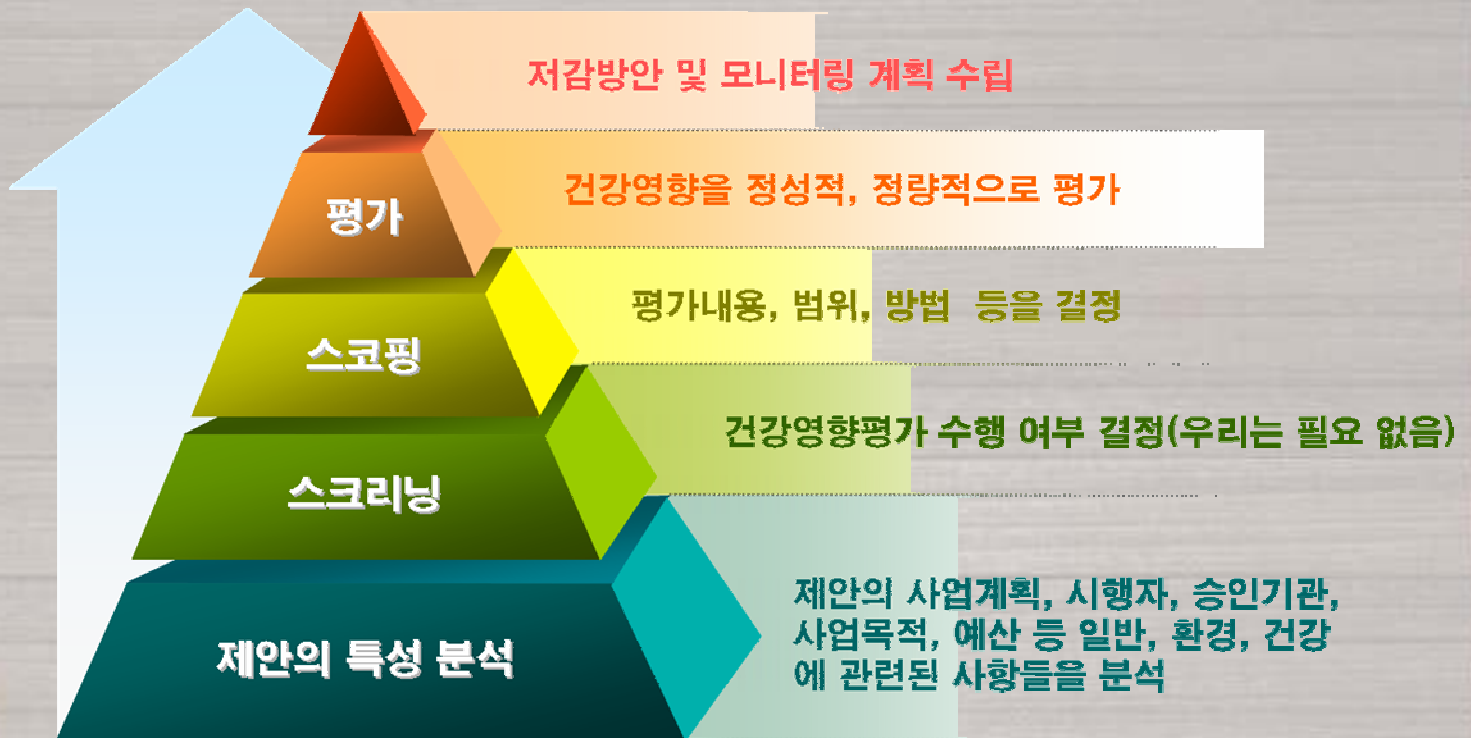 저감방안 및 모니터링 계획 수립
평가
건강영향을 정성적, 정량적으로 평가
스코핑
평가내용, 범위, 방법 등을 결정
스크리닝
건강영향평가 수행 여부 결정(우리는 필요 없음)
제안의 특성 분석
제안의 사업계획, 시행자, 승인기관,
사업목적, 예산 등 일반, 환경, 건강
에 관련된 사항들을 분석